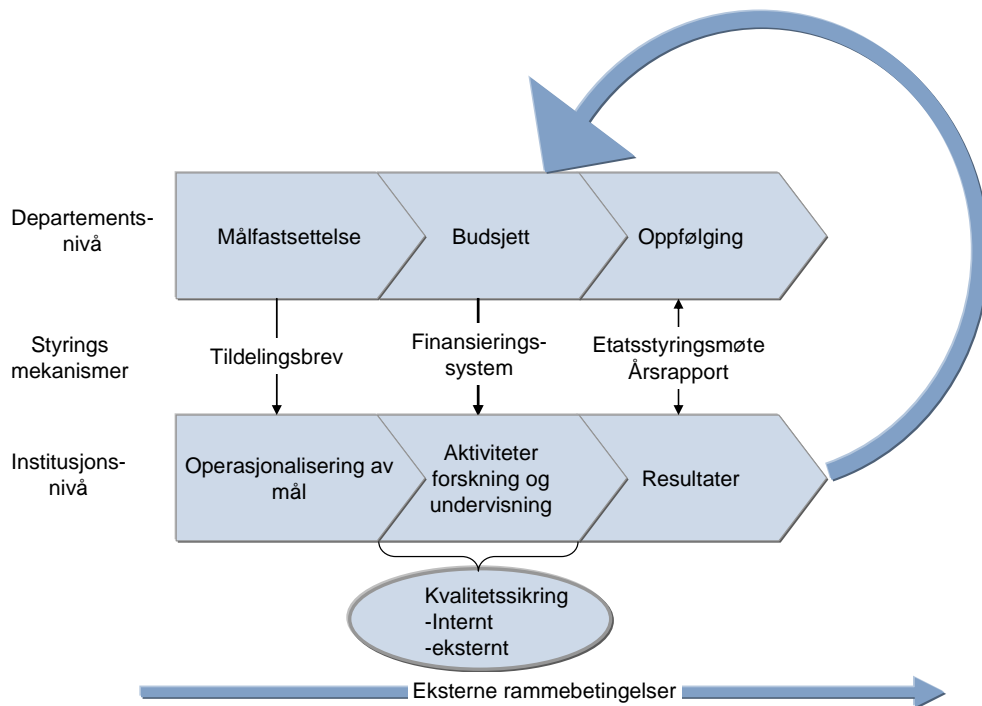 Departements-
nivå
Målfastsettelse
Budsjett
Oppfølging
Styrings
mekanismer
Tildelingsbrev
Finansierings-
system
Etatsstyringsmøte
Årsrapport
Institusjons-
nivå
Operasjonalisering av
mål
Aktiviteter
forskning og
undervisning
Resultater
Kvalitetssikring
-Internt
-eksternt
Eksterne rammebetingelser